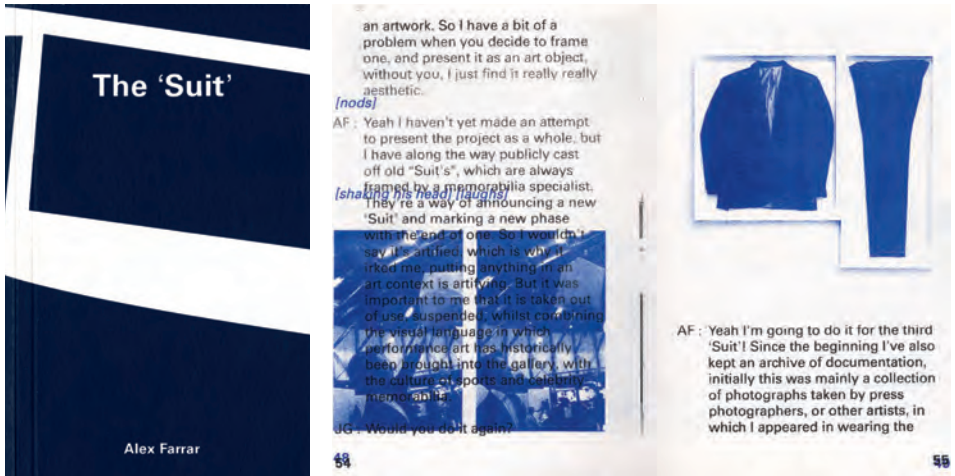 The ‘Suit’
Alex Farrar
an artwork. So I have a bit of a
problem when you decide to frame
one, and present it as an art object,
without you, I just find it really really
aesthetic.
[nods]
AF : Yeah I haven't yet made an attempt
to present the project as a whole, but
I have along the way publicly cast
off old "Suit's", which are always
framed by a memorabilia specialist.
[shaking his head] [laughs]
They're a way of announcing a new
‘Suit’ and marking a new phase
with the end of one. So I wouldn't
say it's artified, which is why it
irked me, putting anything in an
art context is artifying. But it was
important to me that it is taken out
of use, suspended, whilst combining
the visual language in which
performance art has historically
been brought into the gallery, with
the culture of sports and celebrity
memorabilia.
JG : Would you do it again?
54
AF : Yeah I'm going to do it for the third
‘Suit’! Since the beginning I've also
kept an archive of documentation,
initially this was mainly a collection
of photographs taken by press
photographers, or other artists, in
which I appeared in wearing the
55